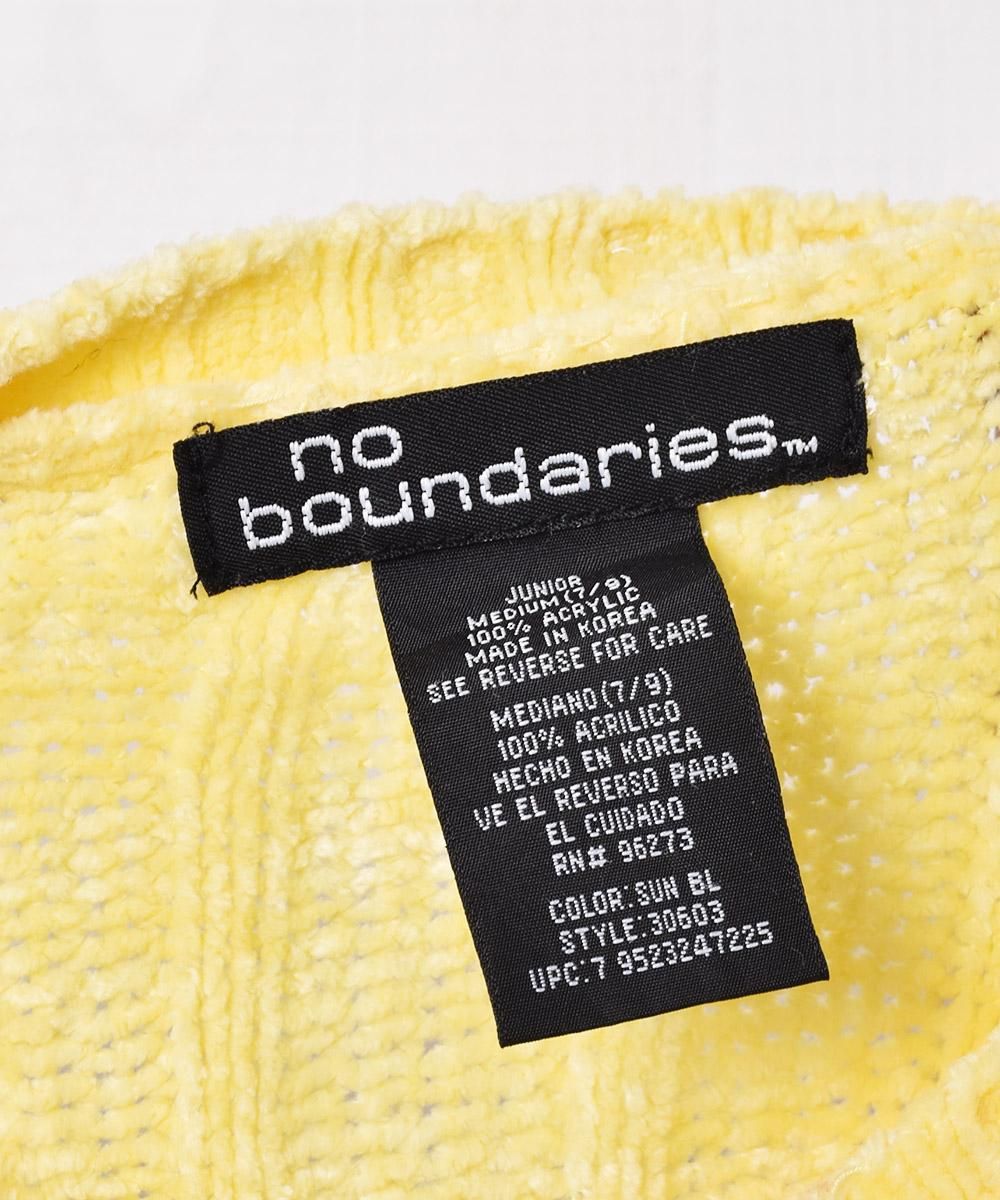 no
boundaries™
JUNIOR
MEDIUM(7/9)
100% ACRYLIC
MADE IN KOREA
SEE REVERSE FOR CARE
MEDIANO(7/9)
100% ACRILICO
HECHO EN KOREA
VE EL REVERSO PARA
EL CUIDADO
RN# 96273
COLOR:SUN BL
STYLE:30603
UPC:7 9523247225